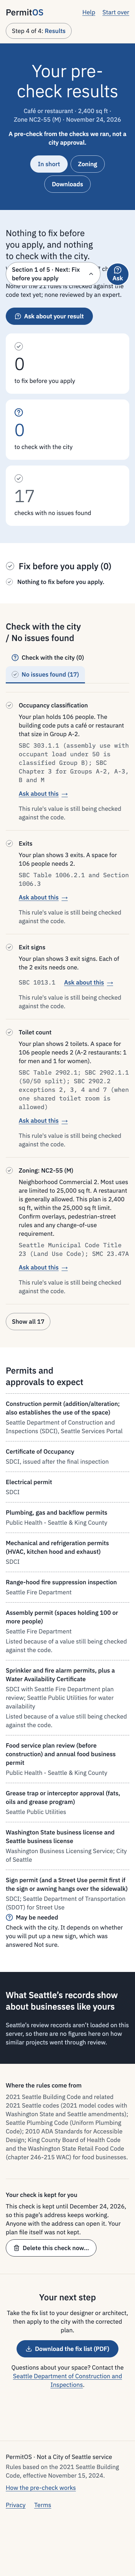 PermitOS
Help
Start over
Step 4 of 4: Results
Your pre-
check results
Café or restaurant · 2,400 sq ft ·
Zone NC2-55 (M) · November 24, 2026
A pre-check from the checks we ran, not a
city approval.
In short
Zoning
Downloads
Nothing to fix before
you apply, and nothing
to check with the city.
Section 1 of 5 · Next: Fix
before you apply
Ask
None of the 21 rules is checked against the
code text yet; none reviewed by an expert.
Ask about your result
0
to fix before you apply
0
to check with the city
17
checks with no issues found
Fix before you apply (0)
Nothing to fix before you apply.
Check with the city
/ No issues found
Check with the city (0)
No issues found (17)
Occupancy classification
Your plan holds 106 people. The
building code puts a café or restaurant
that size in Group A-2.
SBC 303.1.1 (assembly use with
occupant load under 50 is
classified Group B); SBC
Chapter 3 for Groups A-2, A-3,
B and M
Ask about this →
This rule's value is still being checked
against the code.
Exits
Your plan shows 3 exits. A space for
106 people needs 2.
SBC Table 1006.2.1 and Section
1006.3
Ask about this →
This rule's value is still being checked
against the code.
Exit signs
Your plan shows 3 exit signs. Each of
the 2 exits needs one.
SBC 1013.1 Ask about this →
This rule's value is still being checked
against the code.
Toilet count
Your plan shows 2 toilets. A space for
106 people needs 2 (A-2 restaurants: 1
for men and 1 for women).
SBC Table 2902.1; SBC 2902.1.1
(50/50 split); SBC 2902.2
exceptions 2, 3, 4 and 7 (when
one shared toilet room is
allowed)
Ask about this →
This rule's value is still being checked
against the code.
Zoning: NC2-55 (M)
Neighborhood Commercial 2. Most uses
are limited to 25,000 sq ft. A restaurant
is generally allowed. This plan is 2,400
sq ft, within the 25,000 sq ft limit.
Confirm overlays, pedestrian-street
rules and any change-of-use
requirement.
Seattle Municipal Code Title
23 (Land Use Code); SMC 23.47A
Ask about this →
This rule's value is still being checked
against the code.
Show all 17
Permits and
approvals to expect
Construction permit (addition/alteration;
also establishes the use of the space)
Seattle Department of Construction and
Inspections (SDCI), Seattle Services Portal
Certificate of Occupancy
SDCI, issued after the final inspection
Electrical permit
SDCI
Plumbing, gas and backflow permits
Public Health - Seattle & King County
Mechanical and refrigeration permits
(HVAC, kitchen hood and exhaust)
SDCI
Range-hood fire suppression inspection
Seattle Fire Department
Assembly permit (spaces holding 100 or
more people)
Seattle Fire Department
Listed because of a value still being checked
against the code.
Sprinkler and fire alarm permits, plus a
Water Availability Certificate
SDCI with Seattle Fire Department plan
review; Seattle Public Utilities for water
availability
Listed because of a value still being checked
against the code.
Food service plan review (before
construction) and annual food business
permit
Public Health - Seattle & King County
Grease trap or interceptor approval (fats,
oils and grease program)
Seattle Public Utilities
Washington State business license and
Seattle business license
Washington Business Licensing Service; City
of Seattle
Sign permit (and a Street Use permit first if
the sign or awning hangs over the sidewalk)
SDCI; Seattle Department of Transportation
(SDOT) for Street Use
May be needed
Check with the city. It depends on whether
you will put up a new sign, which was
answered Not sure.
What Seattle's records show
about businesses like yours
Seattle's review records aren't loaded on this
server, so there are no figures here on how
similar projects went through review.
Where the rules come from
2021 Seattle Building Code and related
2021 Seattle codes (2021 model codes with
Washington State and Seattle amendments);
Seattle Plumbing Code (Uniform Plumbing
Code); 2010 ADA Standards for Accessible
Design; King County Board of Health Code
and the Washington State Retail Food Code
(chapter 246-215 WAC) for food businesses.
Your check is kept for you
This check is kept until December 24, 2026,
so this page's address keeps working.
Anyone with the address can open it. Your
plan file itself was not kept.
Delete this check now...
Your next step
Take the fix list to your designer or architect,
then apply to the city with the corrected
plan.
Download the fix list (PDF)
Questions about your space? Contact the
Seattle Department of Construction and
Inspections.
PermitOS · Not a City of Seattle service
Rules based on the 2021 Seattle Building
Code, effective November 15, 2024.
How the pre-check works
Privacy
Terms